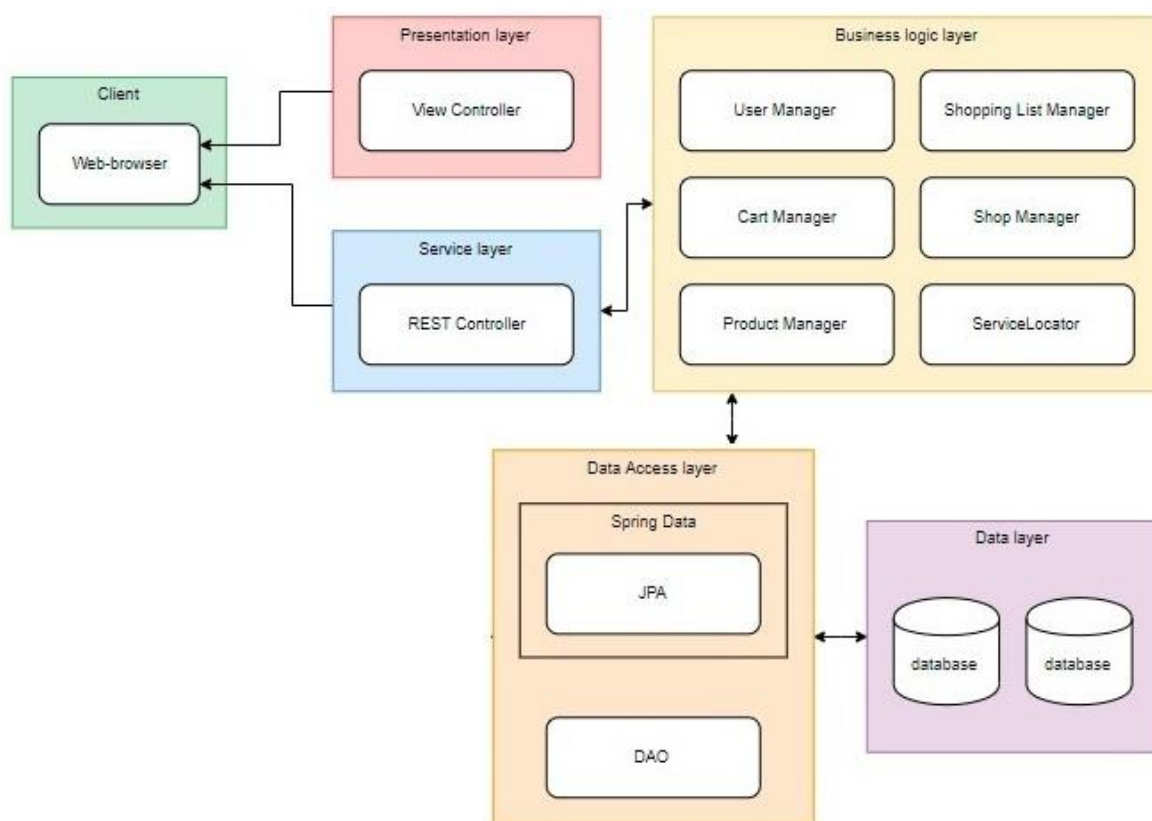 Client
Web-browser
Presentation layer
View Controller
Service layer
REST Controller
Business logic layer
User Manager
Shopping List Manager
Cart Manager
Shop Manager
Product Manager
ServiceLocator
Data Access layer
Spring Data
JPA
DAO
Data layer
database
database